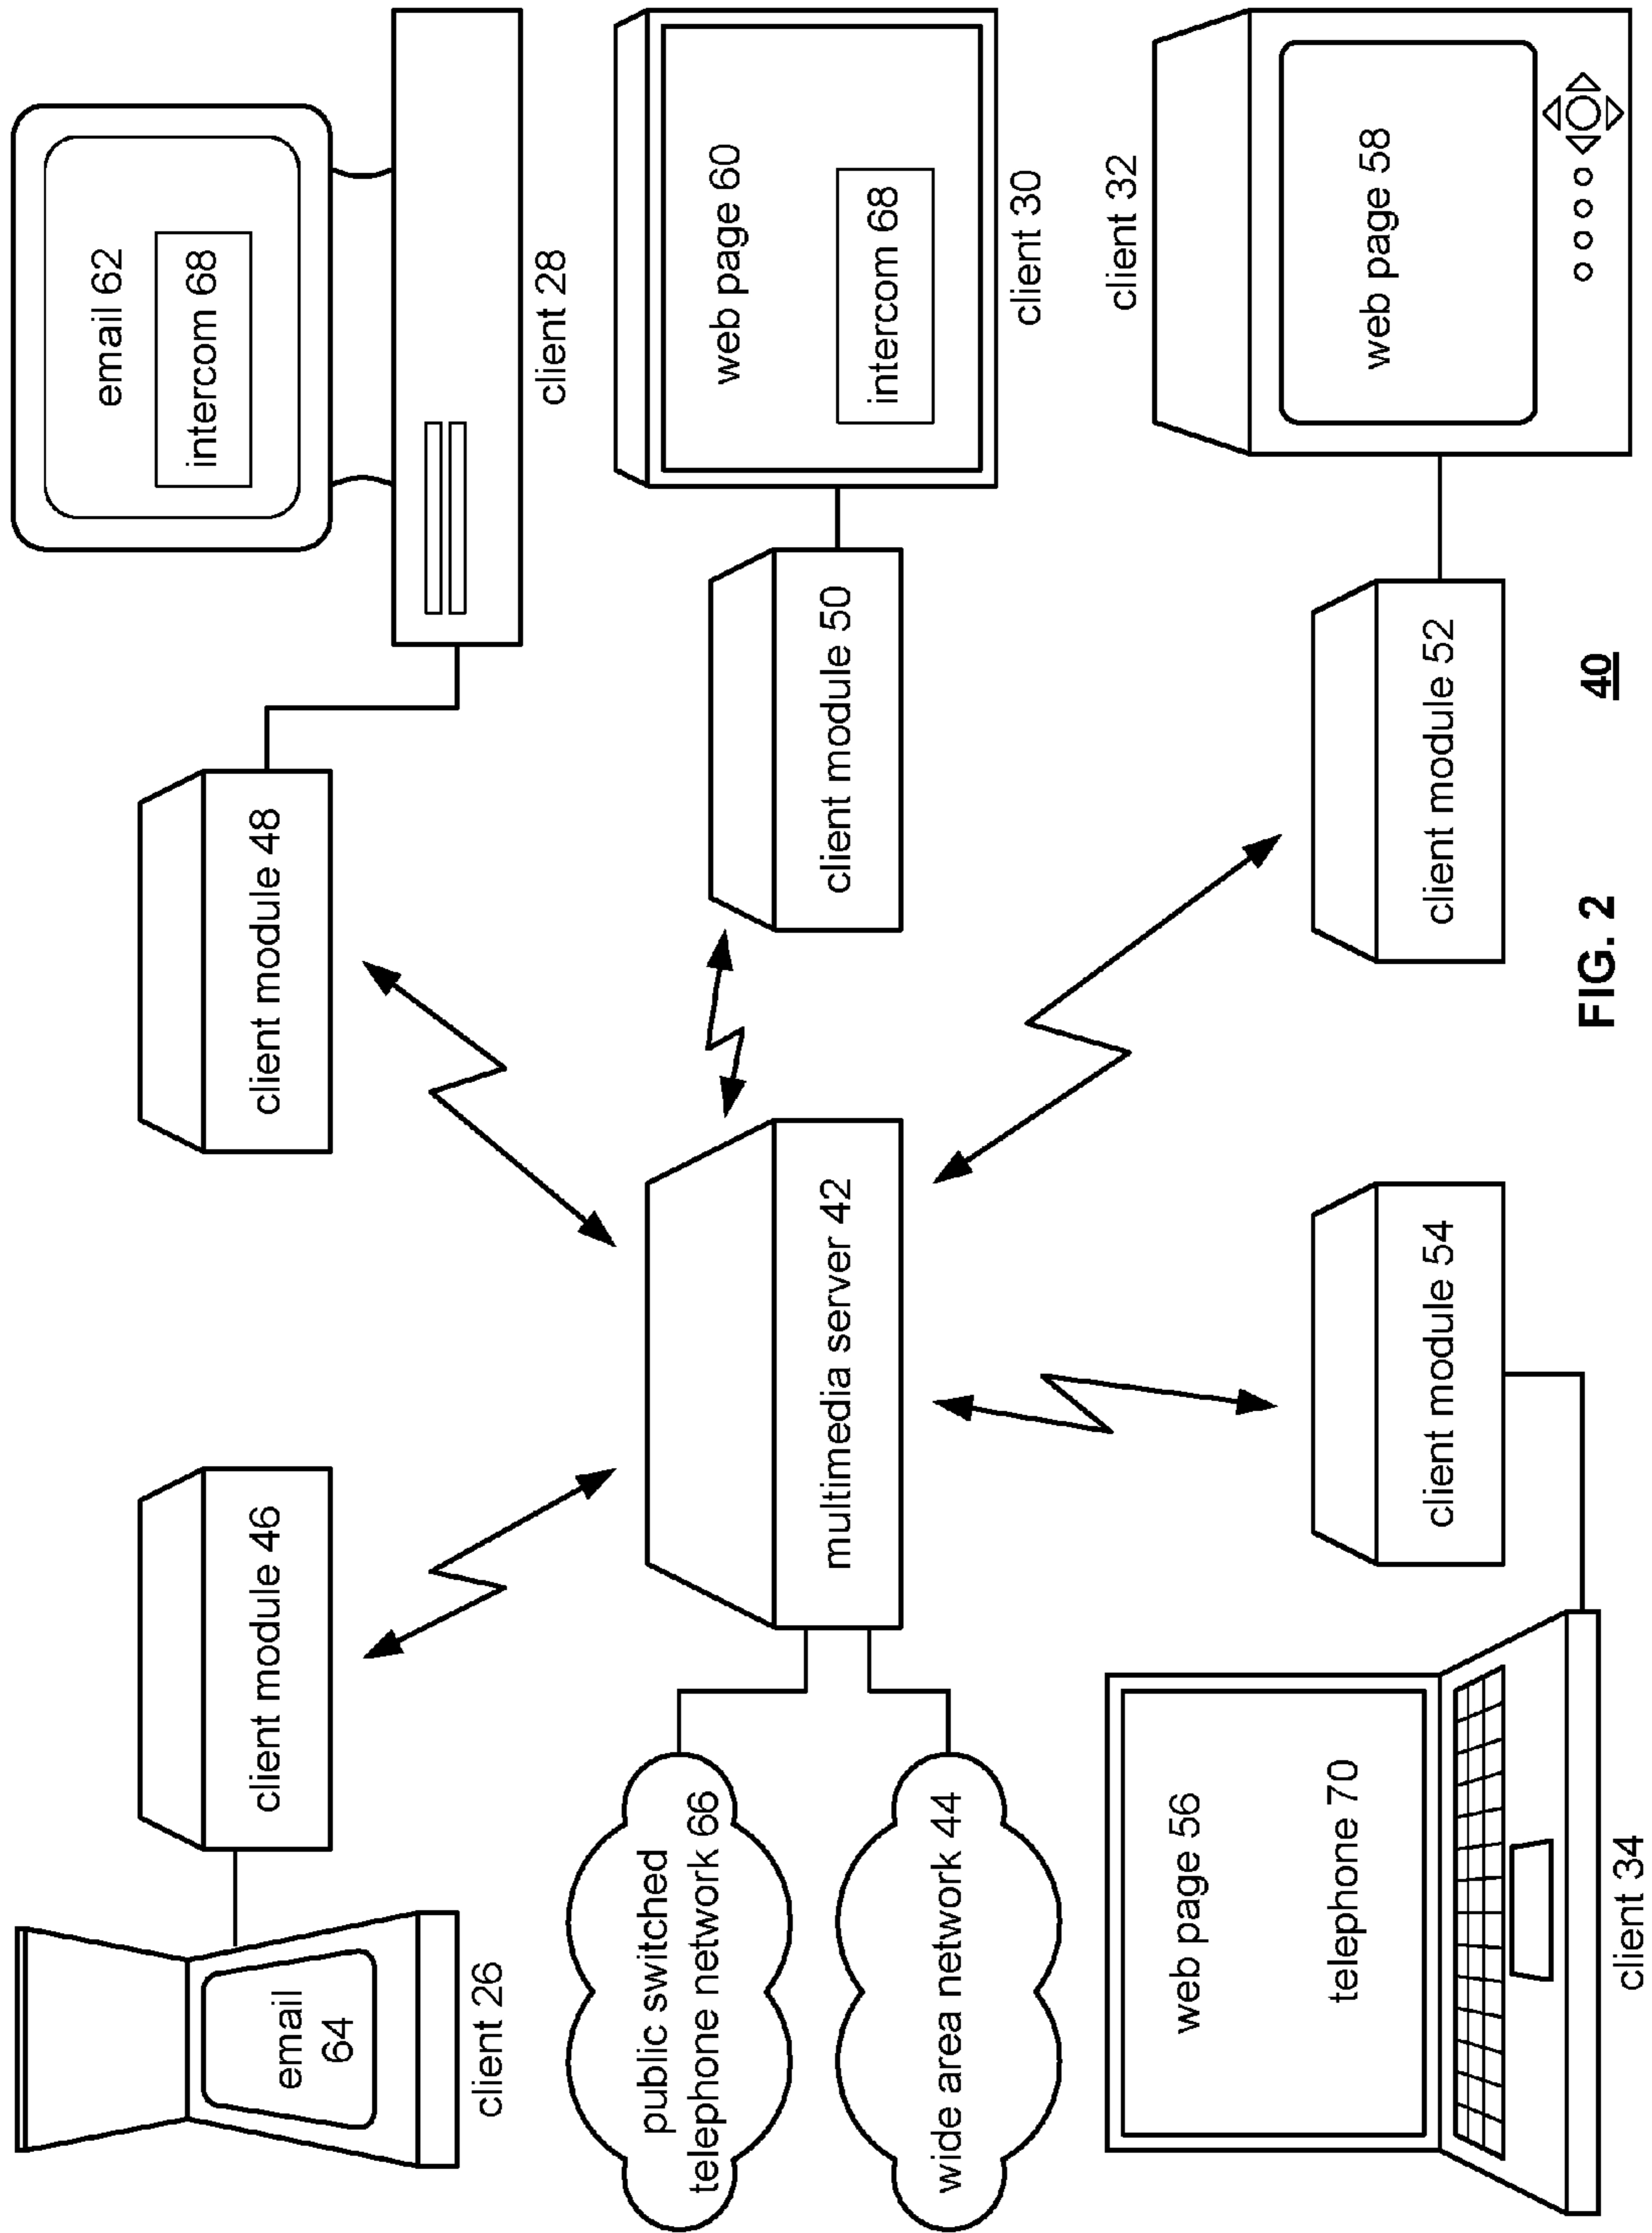 email
64
client 26
client module 46
client module 48
email 62
intercom 68
client 28
public switched
telephone network 66
wide area network 44
multimedia server 42
client module 50
web page 60
intercom 68
client 30
web page 56
telephone 70
client 34
client module 54
client module 52
client 32
web page 58
FIG. 2
40